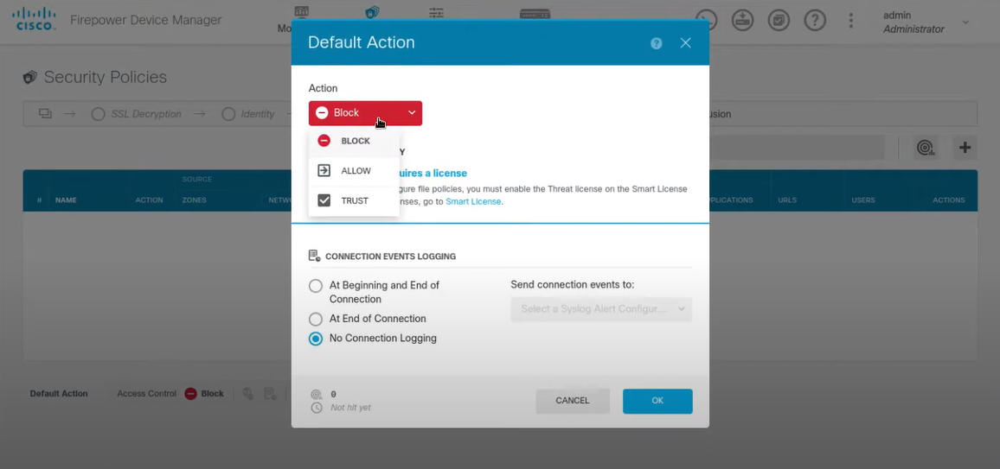 CISCO
Firepower Device Manager
Mo
admin
Administrator
Default Action
Security Policies
Action
SSL Decryption
Identity
usion
Block
BLOCK
Y
ALLOW
uires a license
gure file policies, you must enable the Threat license on the Smart License
TRUST
nses, go to Smart License.
SOURCE
# NAME ACTION ZONES NETWO
PLICATIONS URLS USERS ACTIONS
CONNECTION EVENTS LOGGING
At Beginning and End of
Connection
At End of Connection
No Connection Logging
Send connection events to:
Select a Syslog Alert Configur...
Default Action Access Control Block
0
Not hit yet
CANCEL
OK